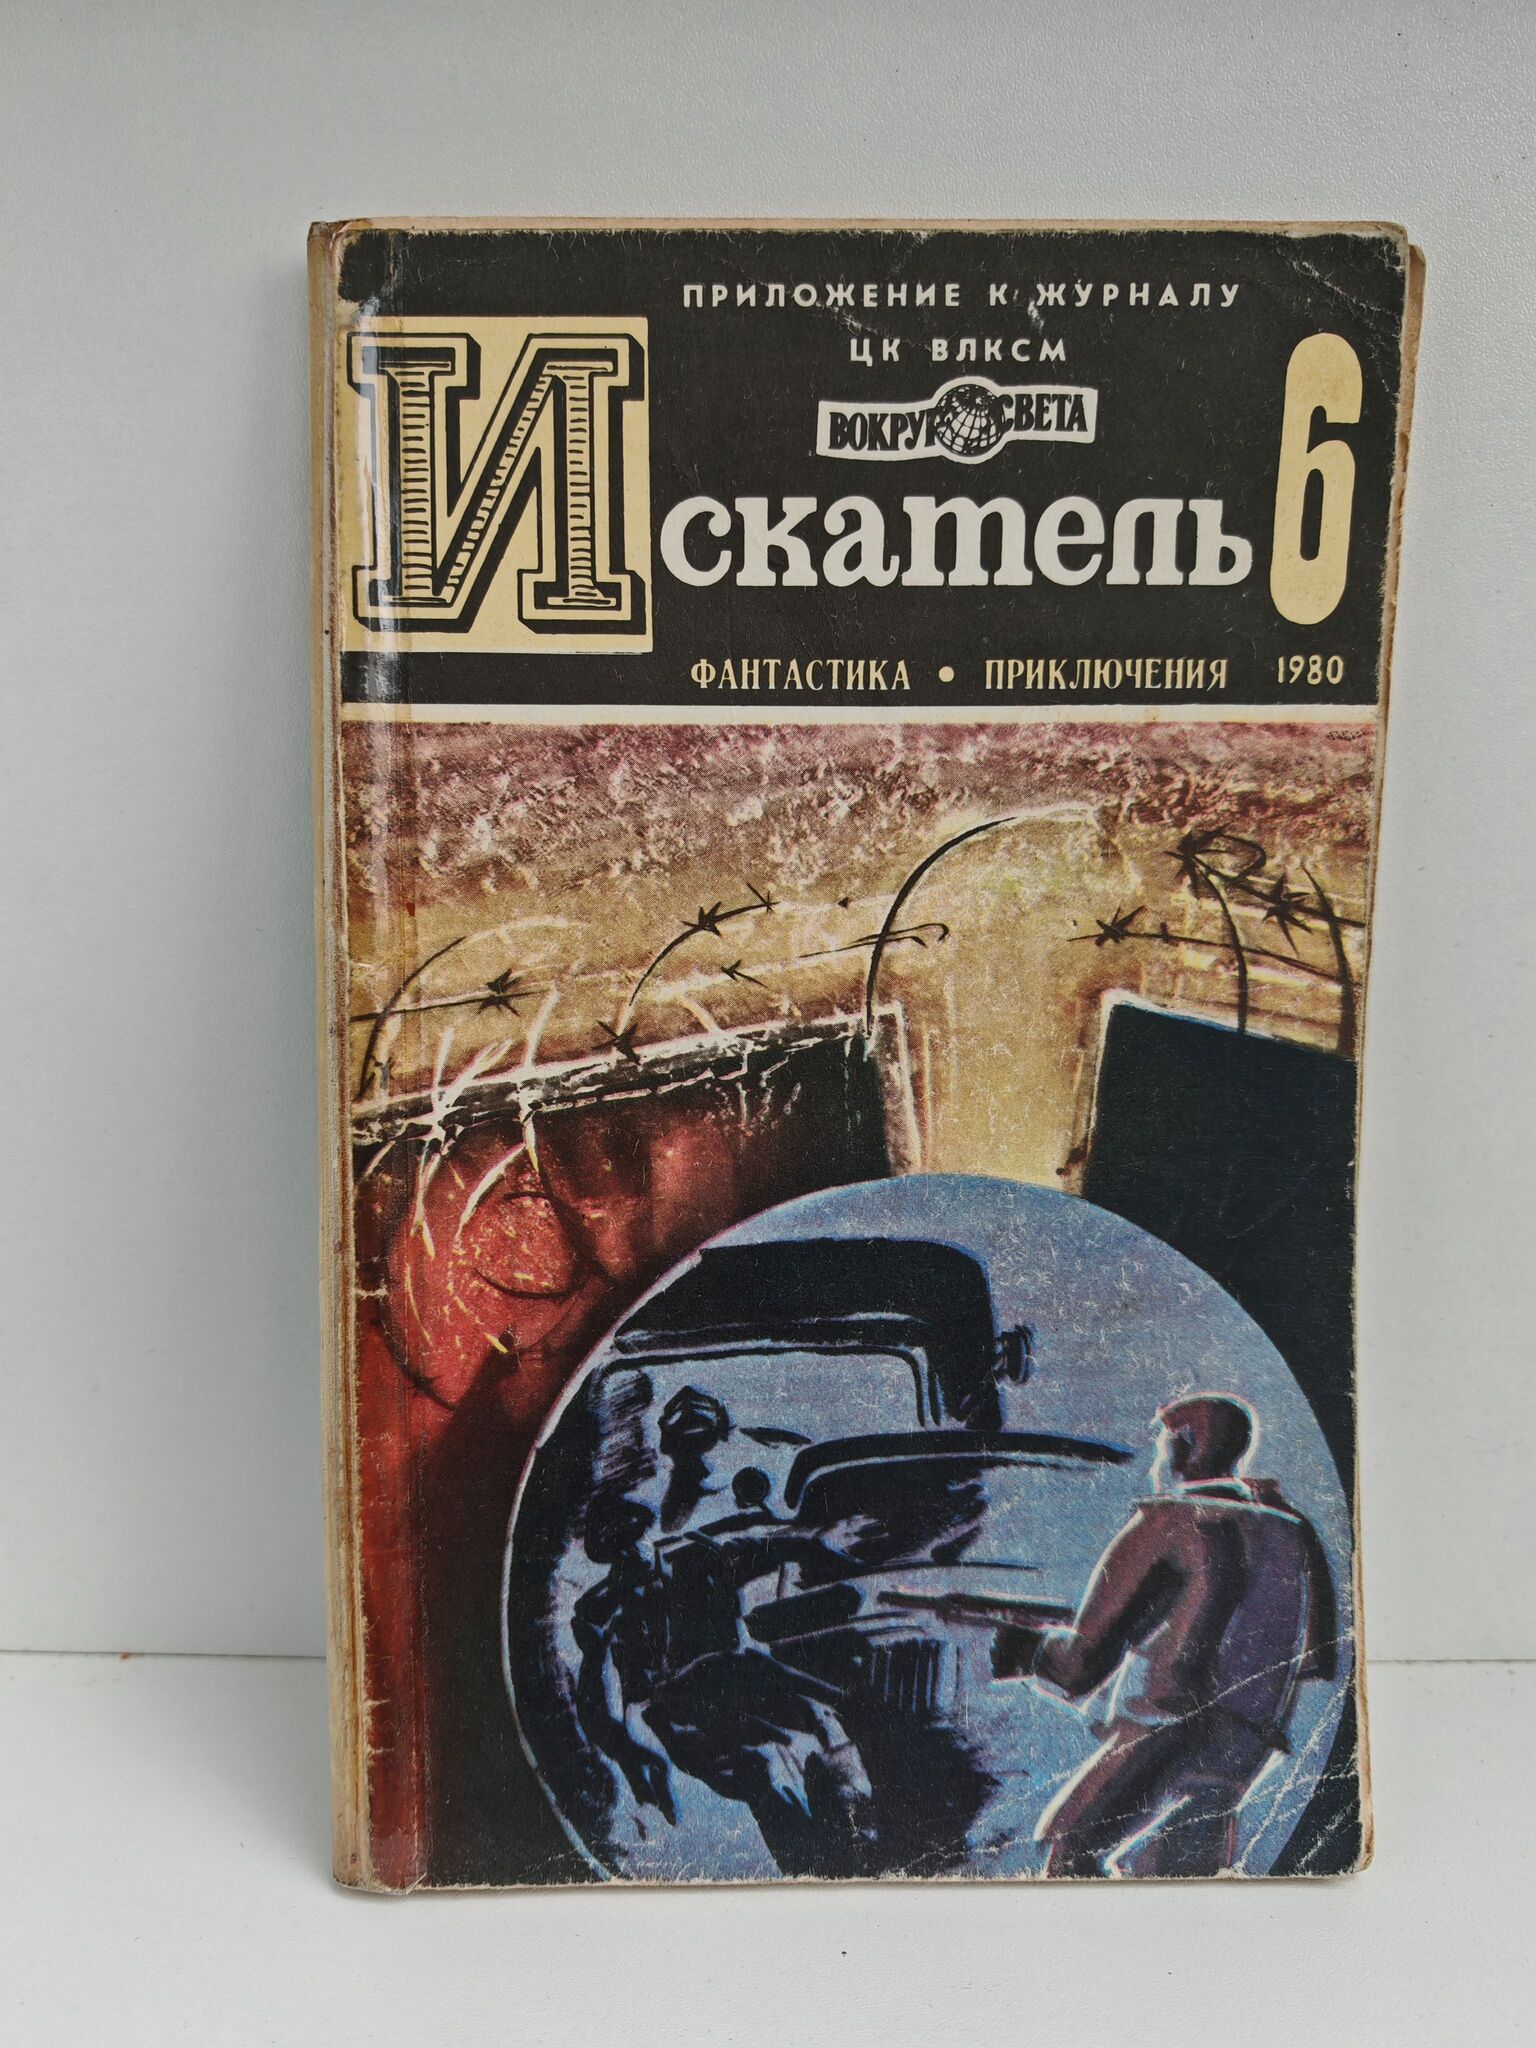 ПРИЛОЖЕНИЕ К ЖУРНАЛУ
ЦК ВЛКСМ
ВОКРУГ СВЕТА
Искатель 6
ФАНТАСТИКА • ПРИКЛЮЧЕНИЯ 1980